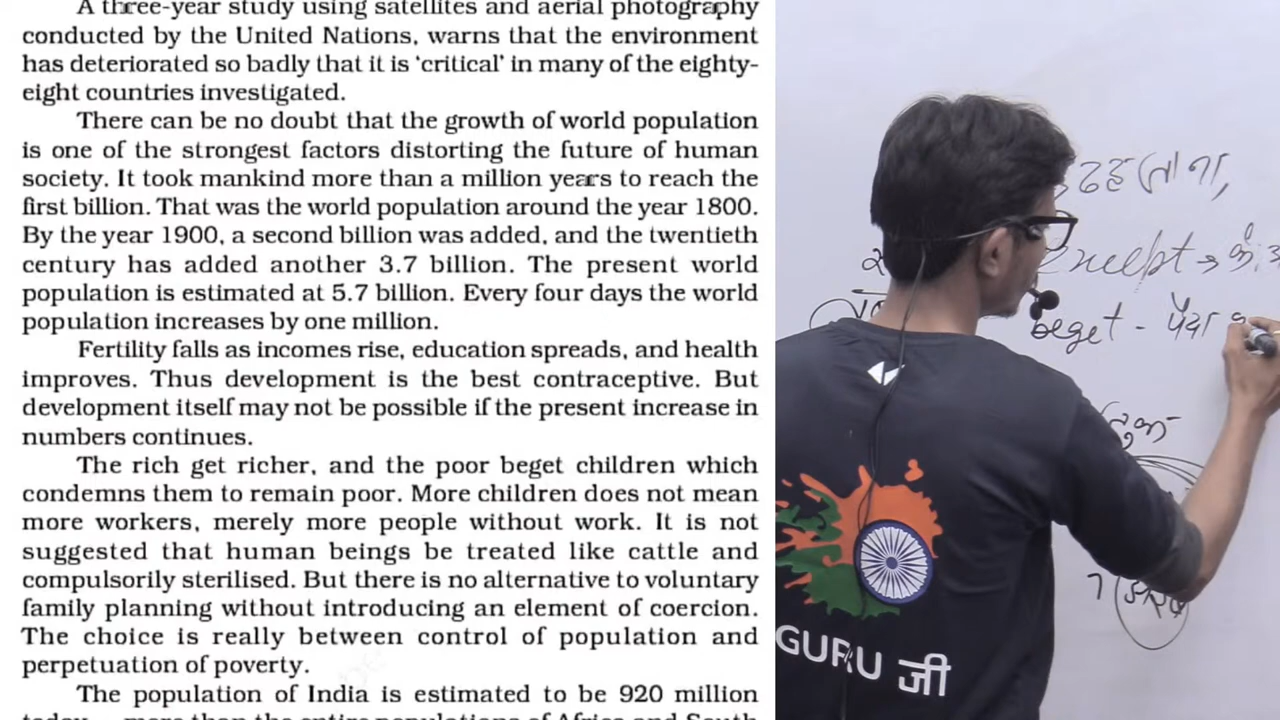 A three-year study using satellites and aerial photography
conducted by the United Nations, warns that the environment
has deteriorated so badly that it is ‘critical’ in many of the eighty-
eight countries investigated.
There can be no doubt that the growth of world population
is one of the strongest factors distorting the future of human
society. It took mankind more than a million years to reach the
first billion. That was the world population around the year 1800.
By the year 1900, a second billion was added, and the twentieth
century has added another 3.7 billion. The present world
population is estimated at 5.7 billion. Every four days the world
population increases by one million.
Fertility falls as incomes rise, education spreads, and health
improves. Thus development is the best contraceptive. But
development itself may not be possible if the present increase in
numbers continues.
The rich get richer, and the poor beget children which
condemns them to remain poor. More children does not mean
more workers, merely more people without work. It is not
suggested that human beings be treated like cattle and
compulsorily sterilised. But there is no alternative to voluntary
family planning without introducing an element of coercion.
The choice is really between control of population and
perpetuation of poverty.
The population of India is estimated to be 920 million
today — more than the entire populations of Africa and South
beget - पैदा
GURU जी